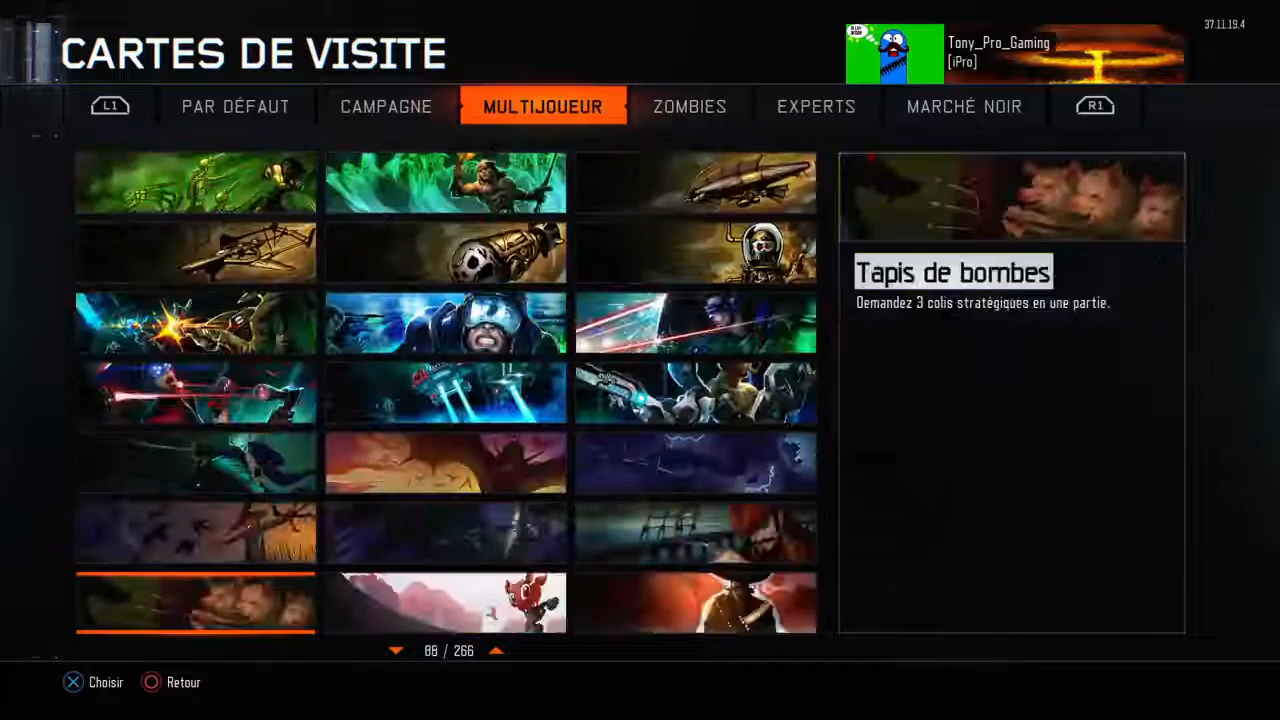 37.11.19.4
CARTES DE VISITE
Tony_Pro_Gaming
[iPro]
L1 PAR DÉFAUT CAMPAGNE MULTIJOUEUR ZOMBIES EXPERTS MARCHÉ NOIR R1
Tapis de bombes
Demandez 3 colis stratégiques en une partie.
88 / 266
Choisir Retour